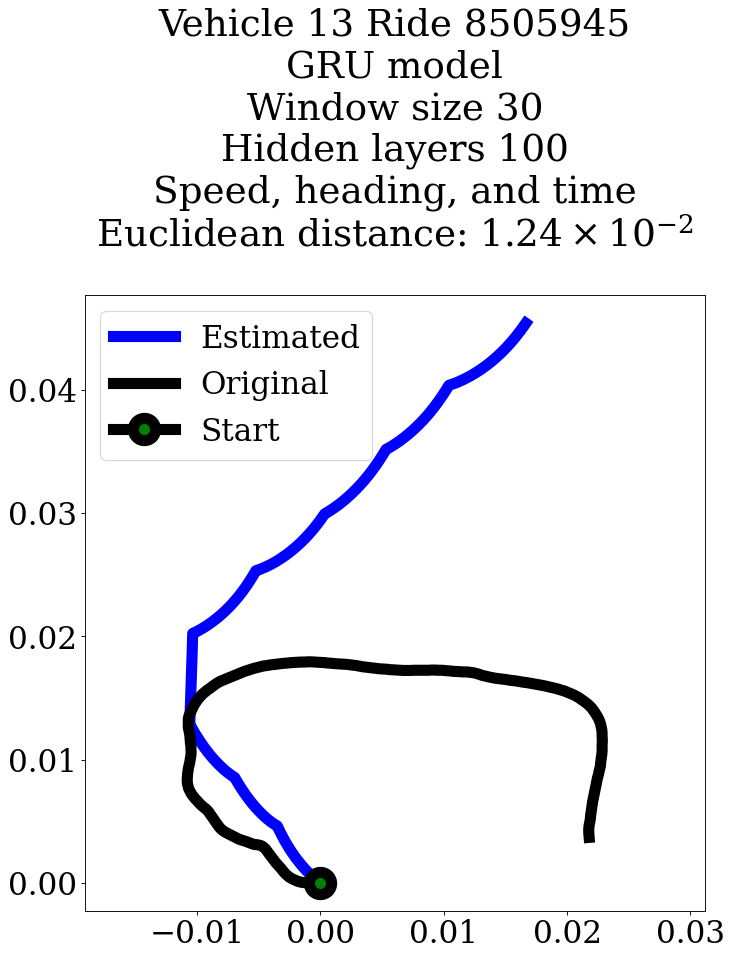 Vehicle 13 Ride 8505945
GRU model
Window size 30
Hidden layers 100
Speed, heading, and time
Euclidean distance: 1.24 × 10⁻²
Estimated
Original
Start
0.04
0.03
0.02
0.01
0.00
−0.01 0.00 0.01 0.02 0.03